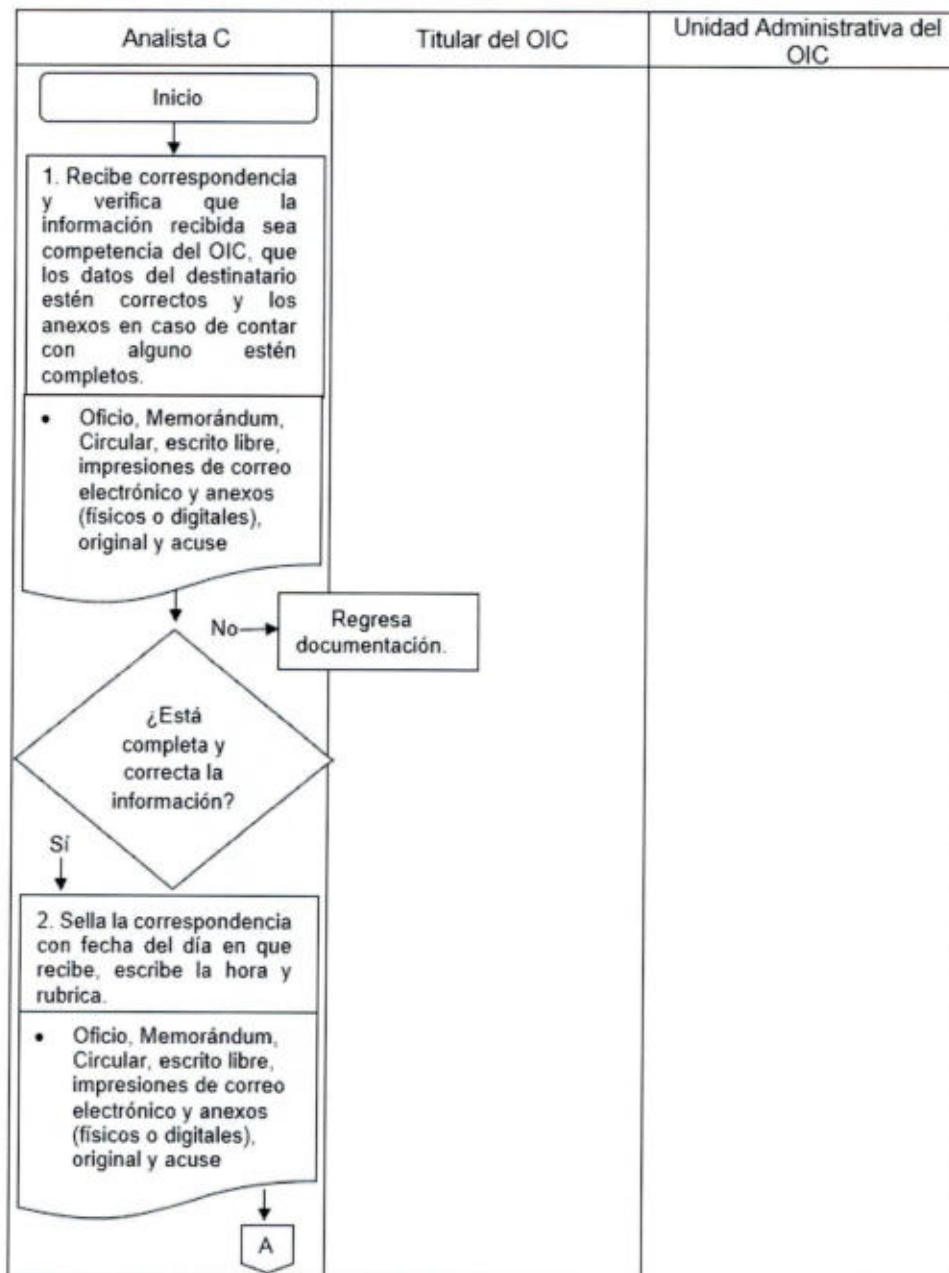 Analista C
Titular del OIC
Unidad Administrativa del
OIC
Inicio
1. Recibe correspondencia
y verifica que la
información recibida sea
competencia del OIC, que
los datos del destinatario
estén correctos y los
anexos en caso de contar
con alguno estén
completos.
• Oficio, Memorándum,
Circular, escrito libre,
impresiones de correo
electrónico y anexos
(físicos o digitales),
original y acuse
No
Regresa
documentación.
¿Está
completa y
correcta la
información?
Sí
2. Sella la correspondencia
con fecha del día en que
recibe, escribe la hora y
rubrica.
• Oficio, Memorándum,
Circular, escrito libre,
impresiones de correo
electrónico y anexos
(físicos o digitales),
original y acuse
A